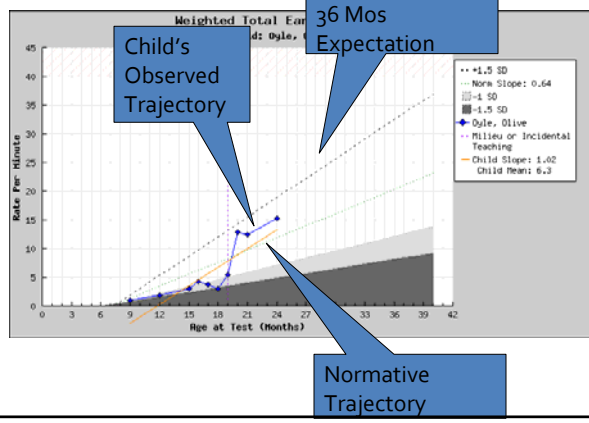 Weighted Total Ear
d: Oyle,
36 Mos
Expectation
Child's
Observed
Trajectory
45
40
35
30
25
20
15
10
5
0
Rate Per Minute
0 3 6 9 12 15 18 21 24 27 33 36 39 42
Age at Test (Months)
+1.5 SD
Norm Slope: 0.64
-1 SD
-1.5 SD
Oyle, Olive
Milieu or Incidental
Teaching
Child Slope: 1.02
Child Mean: 6.3
Normative
Trajectory